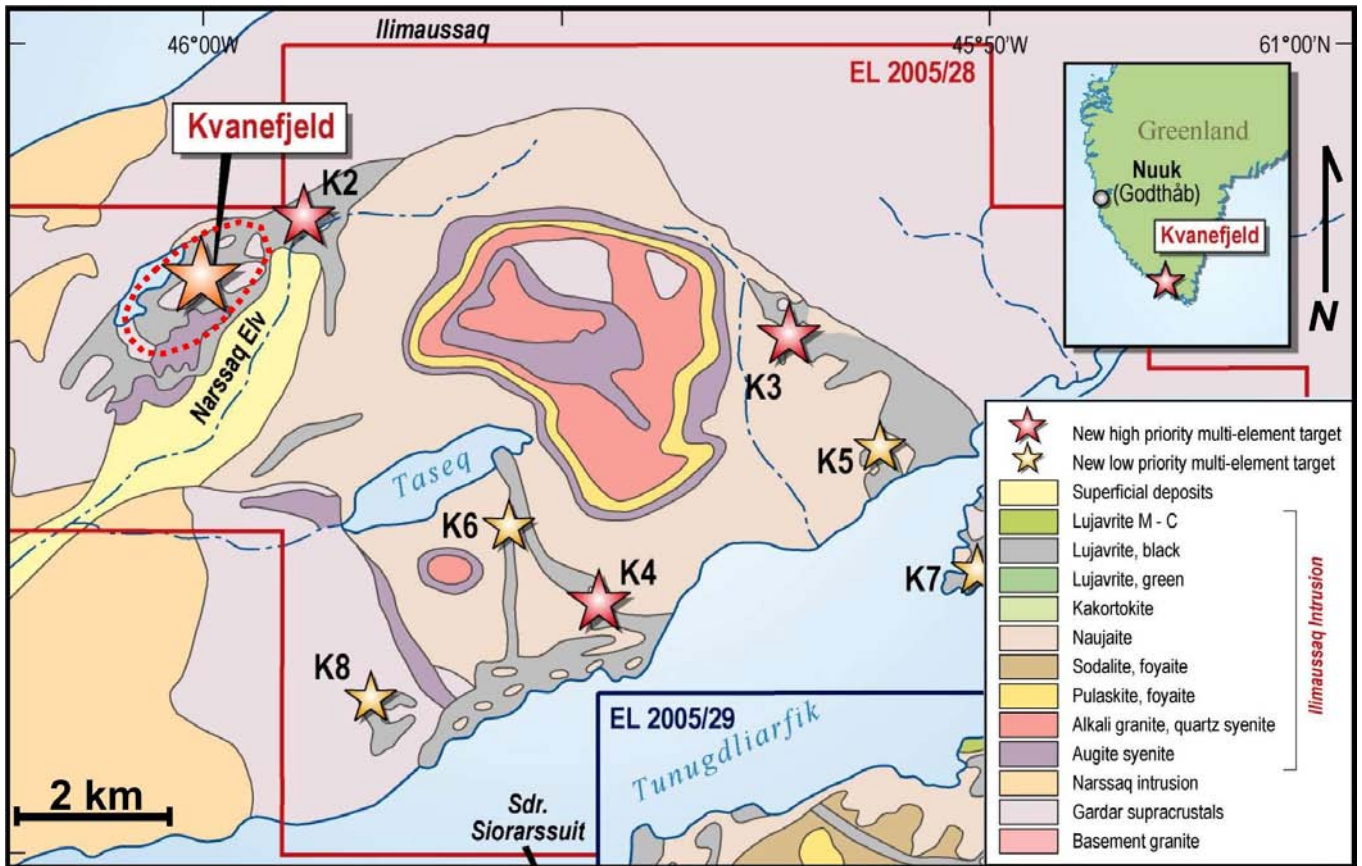 Ilimaussaq
46°00W
45°50'W
61°00'N
EL 2005/28
Kvanefjeld
K2
Narssaq Elv
K3
K5
Taseq
K6
K4
K7
K8
EL 2005/29
Tunugdliarfik
2 km
Sdr.
Siorarssuit
Greenland
Nuuk
(Godthåb)
Kvanefjeld
N
New high priority multi-element target
New low priority multi-element target
Superficial deposits
Lujavrite M - C
Lujavrite, black
Lujavrite, green
Kakortokite
Naujaite
Sodalite, foyaite
Pulaskite, foyaite
Alkali granite, quartz syenite
Augite syenite
Narssaq intrusion
Gardar supracrustals
Basement granite
Ilimaussaq Intrusion